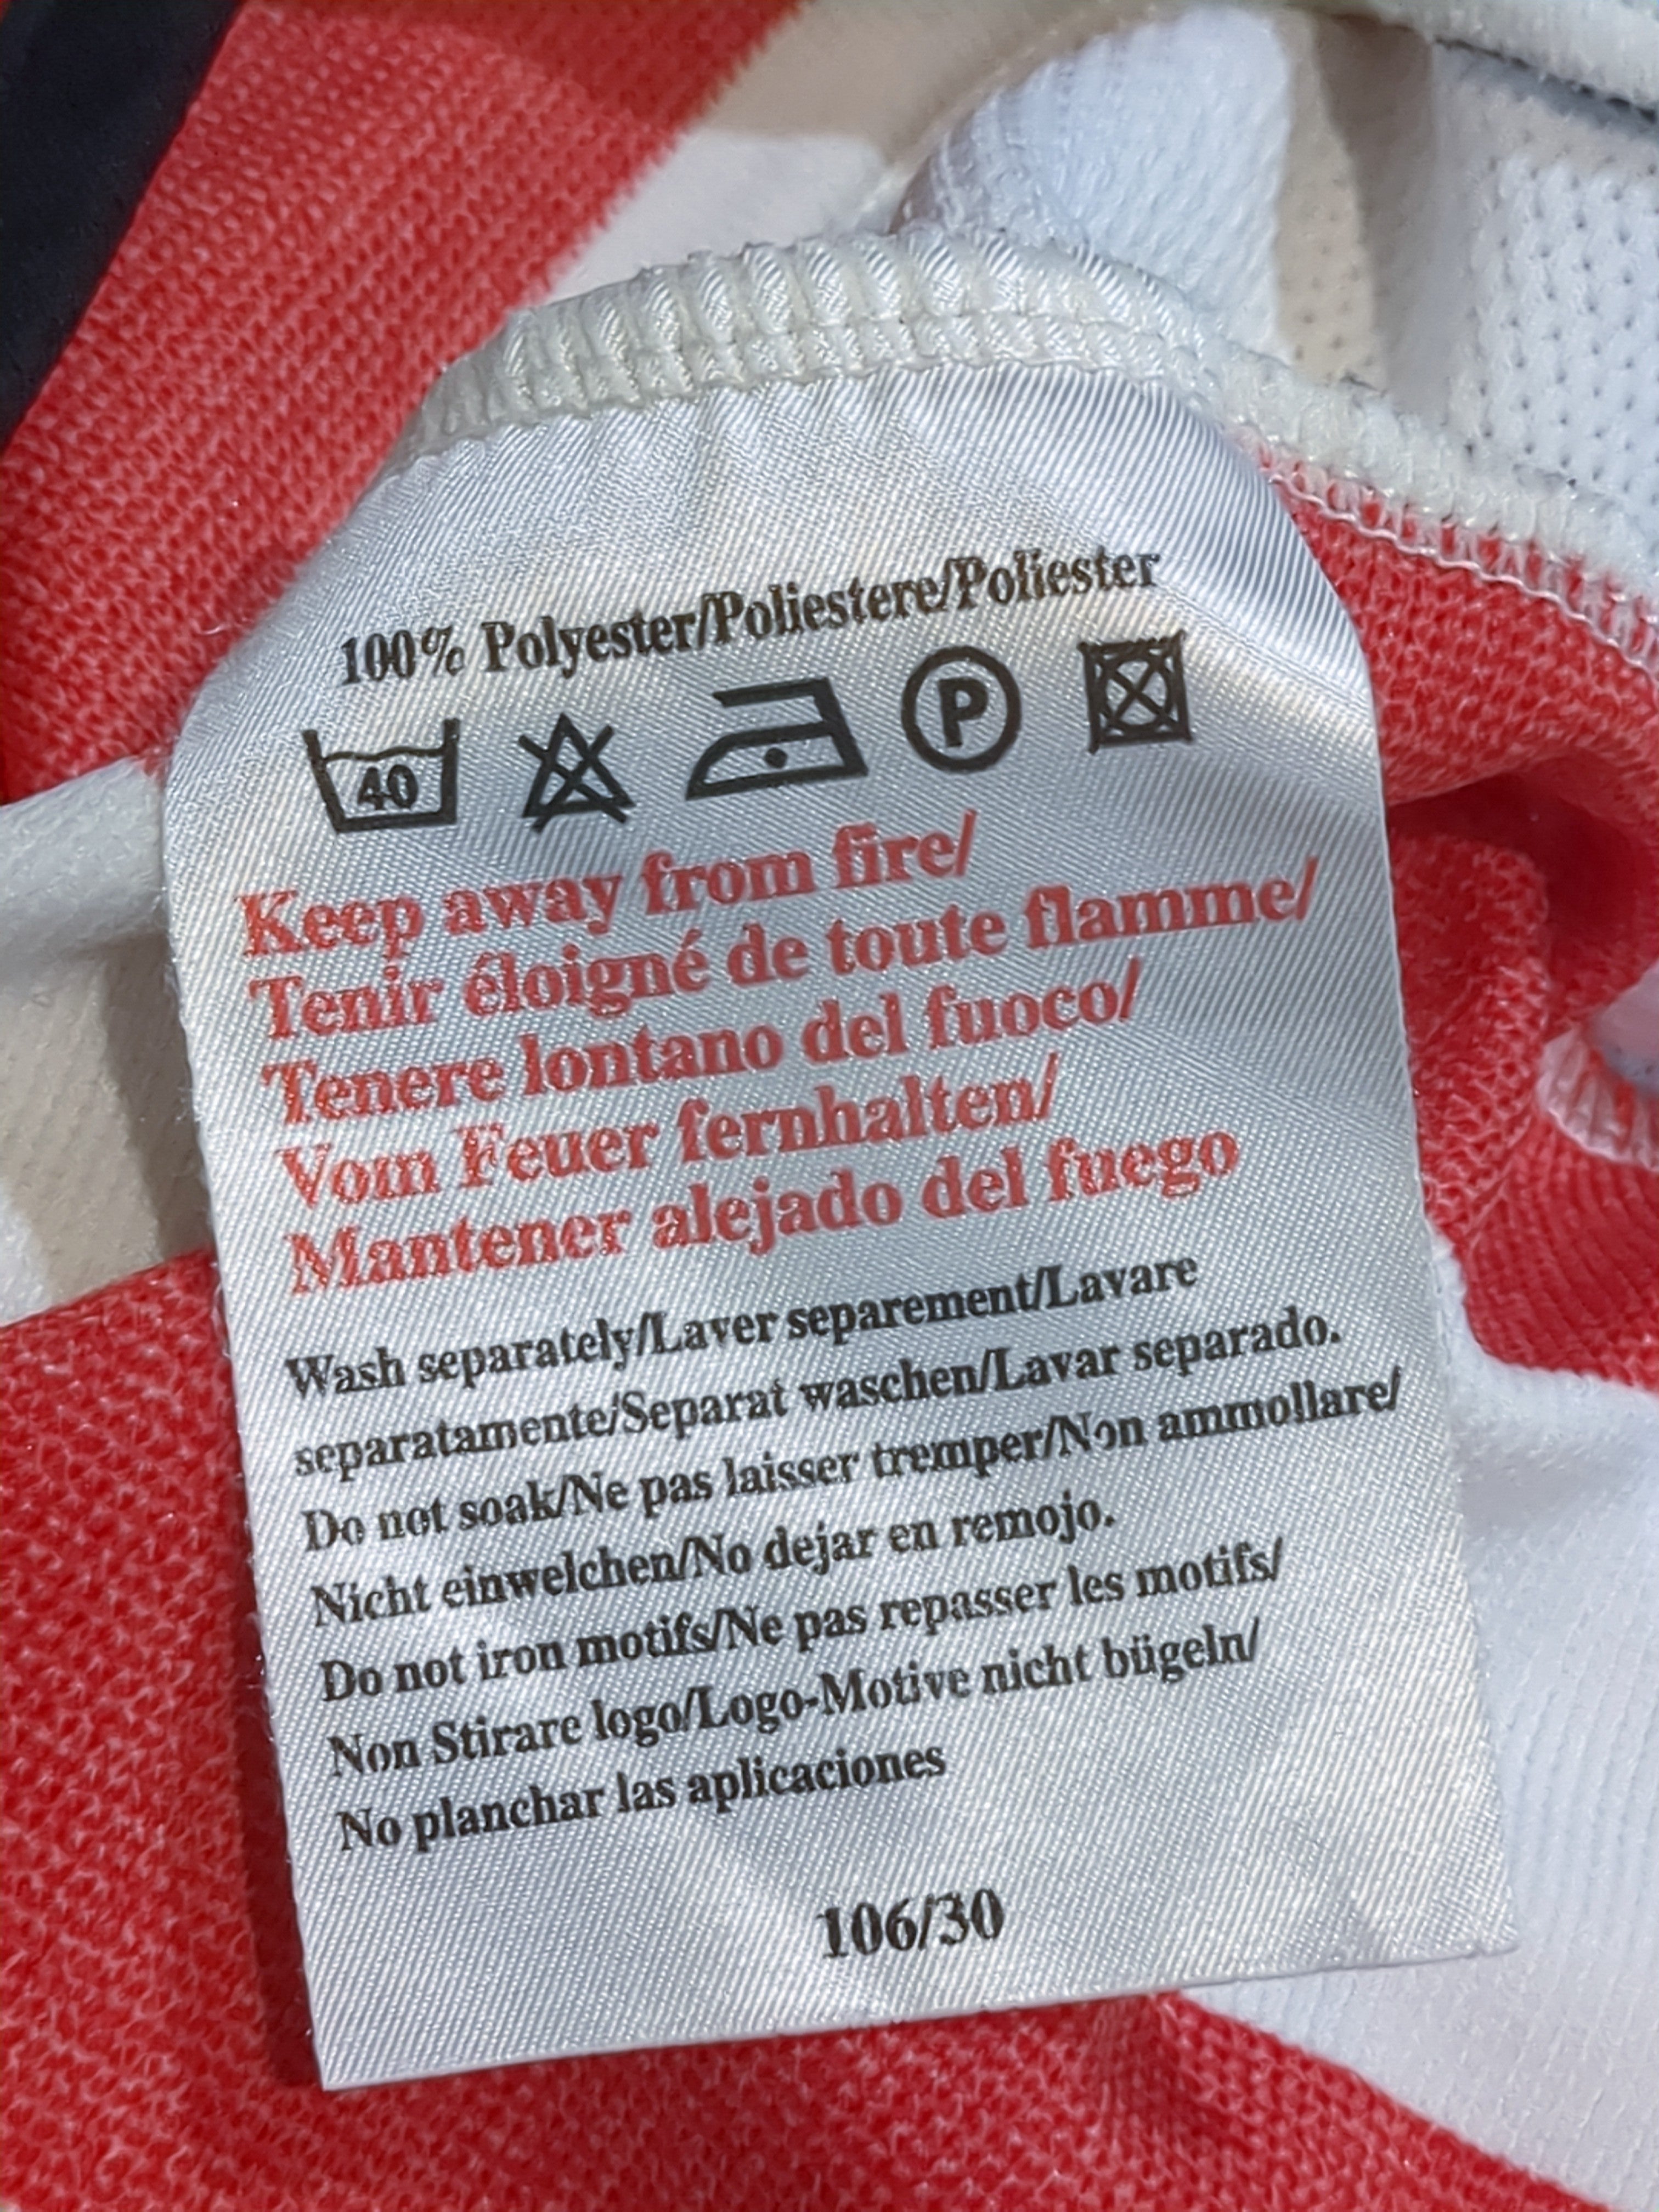 100% Polyester/Poliestere/Poliester
40 P
Keep away from fire/
Tenir éloigné de toute flamme/
Tenere lontano del fuoco/
Vom Feuer fernhalten/
Mantener alejado del fuego
Wash separately/Laver separement/Lavare
separatamente/Separat waschen/Lavar separado.
Do not soak/Ne pas laisser tremper/Non ammollare/
Nicht einwelchen/No dejar en remojo.
Do not iron motifs/Ne pas repasser les motifs/
Non Stirare logo/Logo-Motive nicht bügeln/
No planchar las aplicaciones
106/30